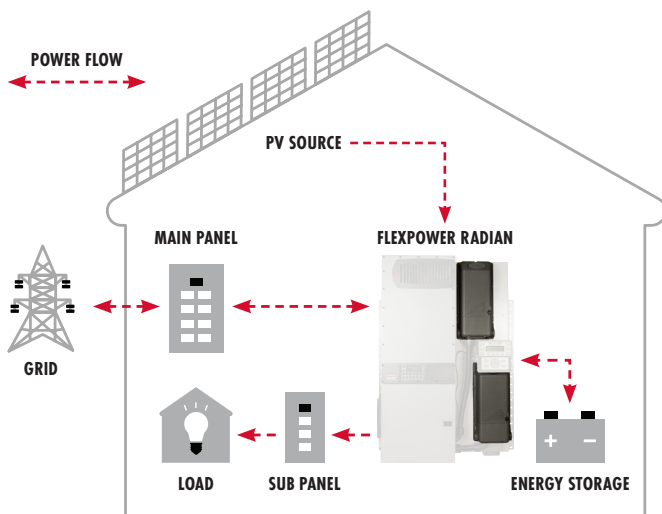 POWER FLOW
PV SOURCE
MAIN PANEL
FLEXPOWER RADIAN
GRID
LOAD
SUB PANEL
ENERGY STORAGE
+ −